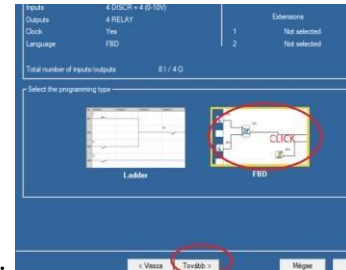 Inputs 4 DISCR + 4 (0-10V)
Outputs 4 RELAY Extensions
Clock Yes 1 Not selected
Language FBD 2 Not selected
Total number of inputs/outputs 8 I / 4 O
Select the programming type
CLICK
Ladder FBD
< Vissza Tovább > Mégse
.